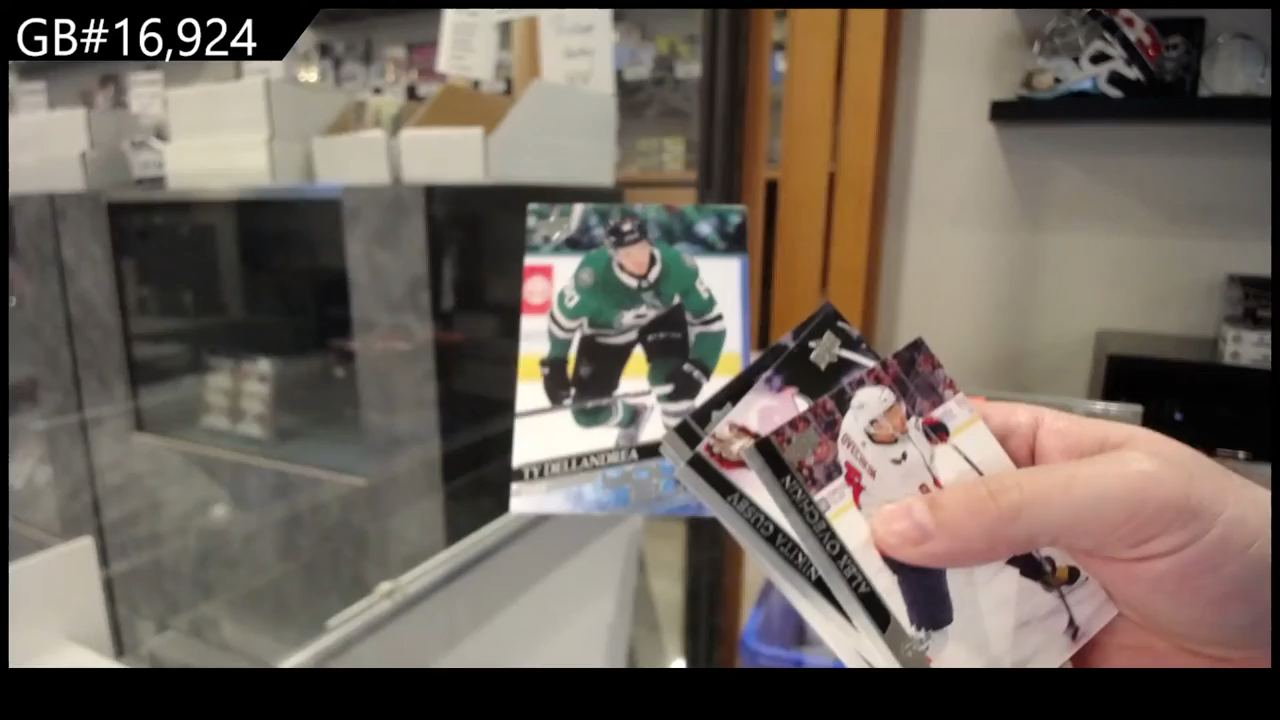 GB#16,924
TY DELLANDREA
NIKITA GUSEV
ALEX OVECHKIN
OVECHKIN